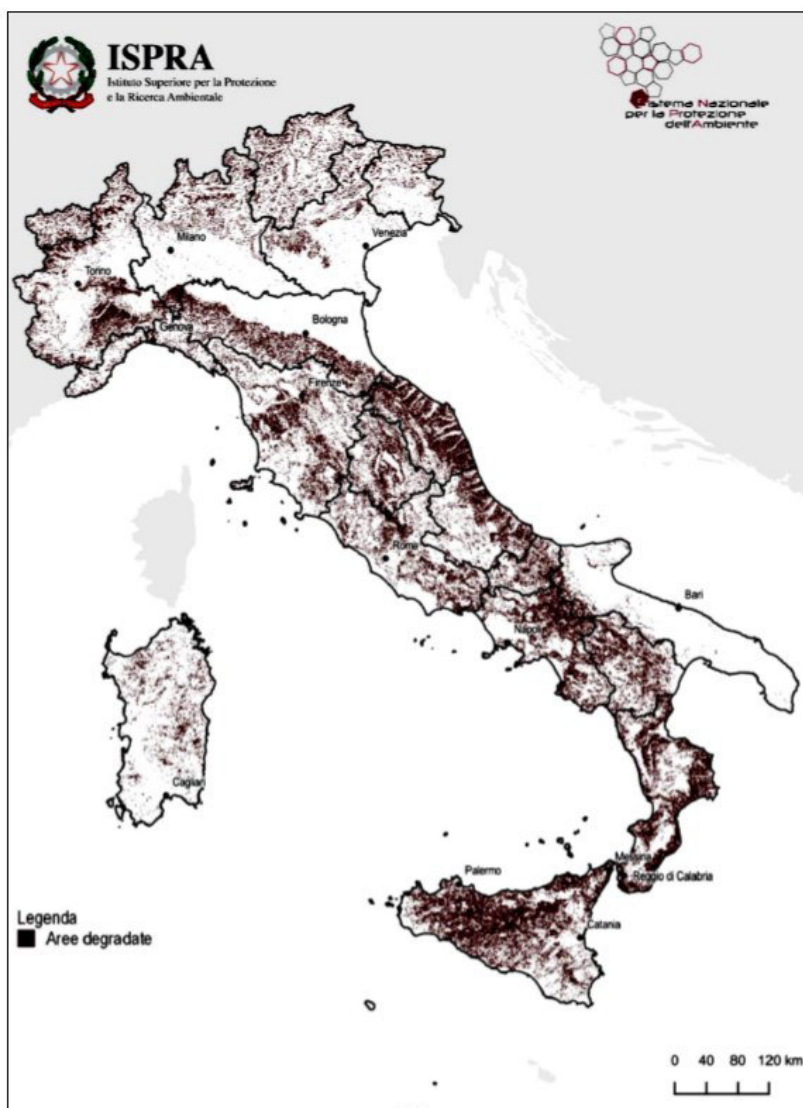 ISPRA
Istituto Superiore per la Protezione
e la Ricerca Ambientale
Sistema Nazionale
per la Protezione
dell'Ambiente
Milano
Venezia
Torino
Genova
Bologna
Firenze
Roma
Bari
Napoli
Cagliari
Messina
Palermo
Reggio di Calabria
Catania
Legenda
Aree degradate
0 40 80 120 km